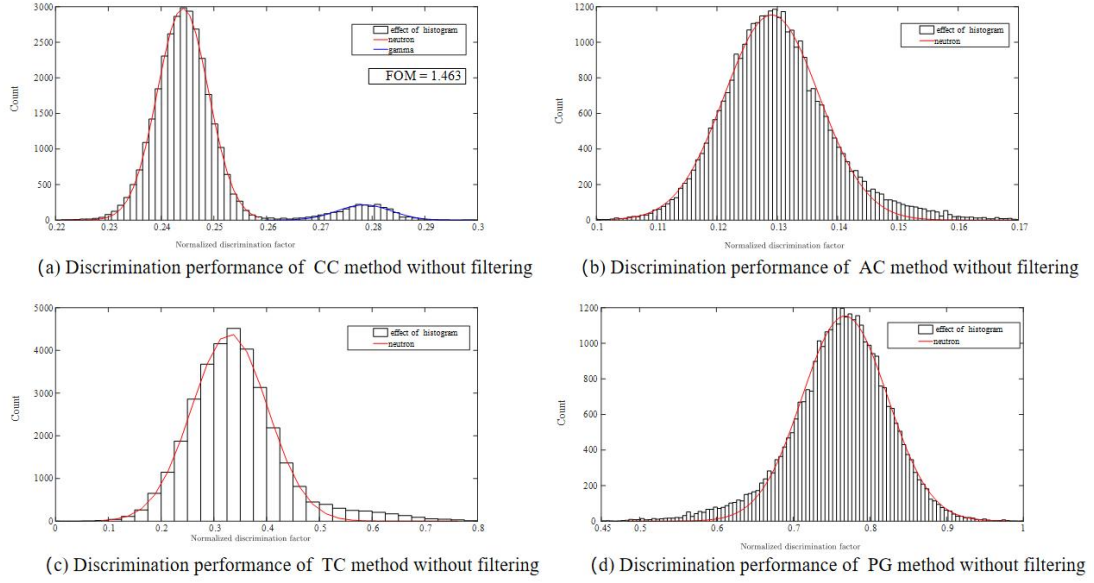 3000
2500
2000
1500
1000
500
0
Count
0.22
0.23
0.24
0.25
0.26
0.27
0.28
0.29
0.3
Normalized discrimination factor
effect of histogram
neutron
gamma
FOM = 1.463
(a) Discrimination performance of CC method without filtering
1200
1000
800
600
400
200
0
Count
0.1
0.11
0.12
0.13
0.14
0.15
0.16
0.17
Normalized discrimination factor
effect of histogram
neutron
(b) Discrimination performance of AC method without filtering
5000
4000
3000
2000
1000
0
Count
0
0.1
0.2
0.3
0.4
0.5
0.6
0.7
0.8
Normalized discrimination factor
effect of histogram
neutron
(c) Discrimination performance of TC method without filtering
1200
1000
800
600
400
200
0
Count
0.45
0.5
0.6
0.7
0.8
0.9
1
Normalized discrimination factor
effect of histogram
neutron
(d) Discrimination performance of PG method without filtering